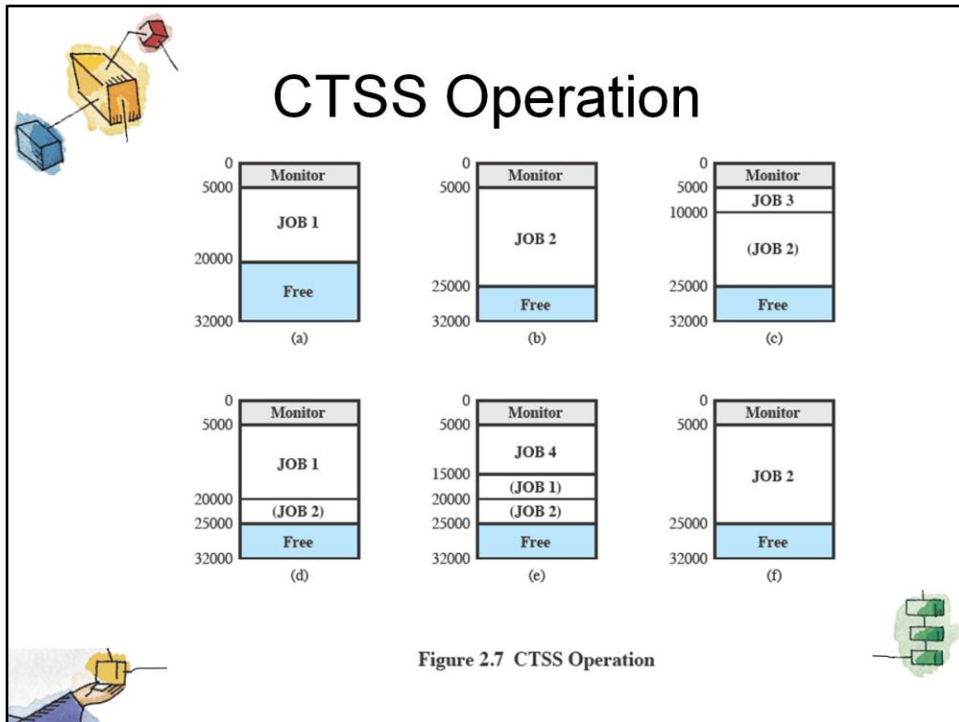 CTSS Operation
0
Monitor
5000
JOB 1
20000
Free
32000
(a)
0
Monitor
5000
JOB 2
25000
Free
32000
(b)
0
Monitor
5000
JOB 3
10000
(JOB 2)
25000
Free
32000
(c)
0
Monitor
5000
JOB 1
20000
(JOB 2)
25000
Free
32000
(d)
0
Monitor
5000
JOB 4
15000
(JOB 1)
20000
(JOB 2)
25000
Free
32000
(e)
0
Monitor
5000
JOB 2
25000
Free
32000
(f)
Figure 2.7 CTSS Operation